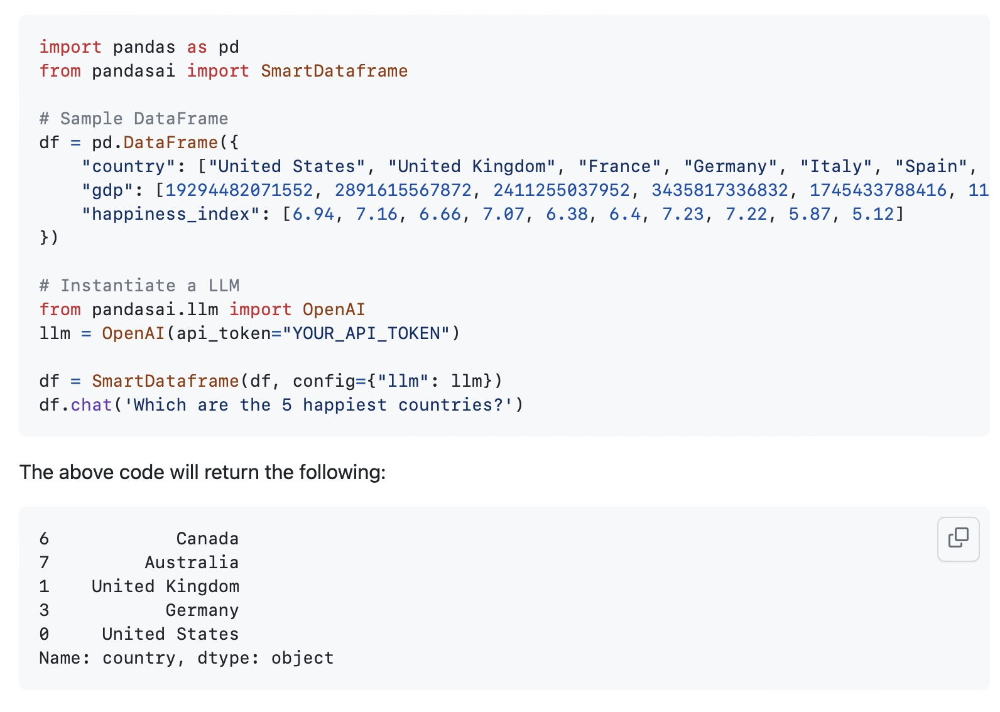 import pandas as pd
from pandasai import SmartDataframe

# Sample DataFrame
df = pd.DataFrame({
    "country": ["United States", "United Kingdom", "France", "Germany", "Italy", "Spain",
    "gdp": [19294482071552, 2891615567872, 2411255037952, 3435817336832, 1745433788416, 11
    "happiness_index": [6.94, 7.16, 6.66, 7.07, 6.38, 6.4, 7.23, 7.22, 5.87, 5.12]
})

# Instantiate a LLM
from pandasai.llm import OpenAI
llm = OpenAI(api_token="YOUR_API_TOKEN")

df = SmartDataframe(df, config={"llm": llm})
df.chat('Which are the 5 happiest countries?')

The above code will return the following:

6            Canada
7         Australia
1    United Kingdom
3           Germany
0     United States
Name: country, dtype: object